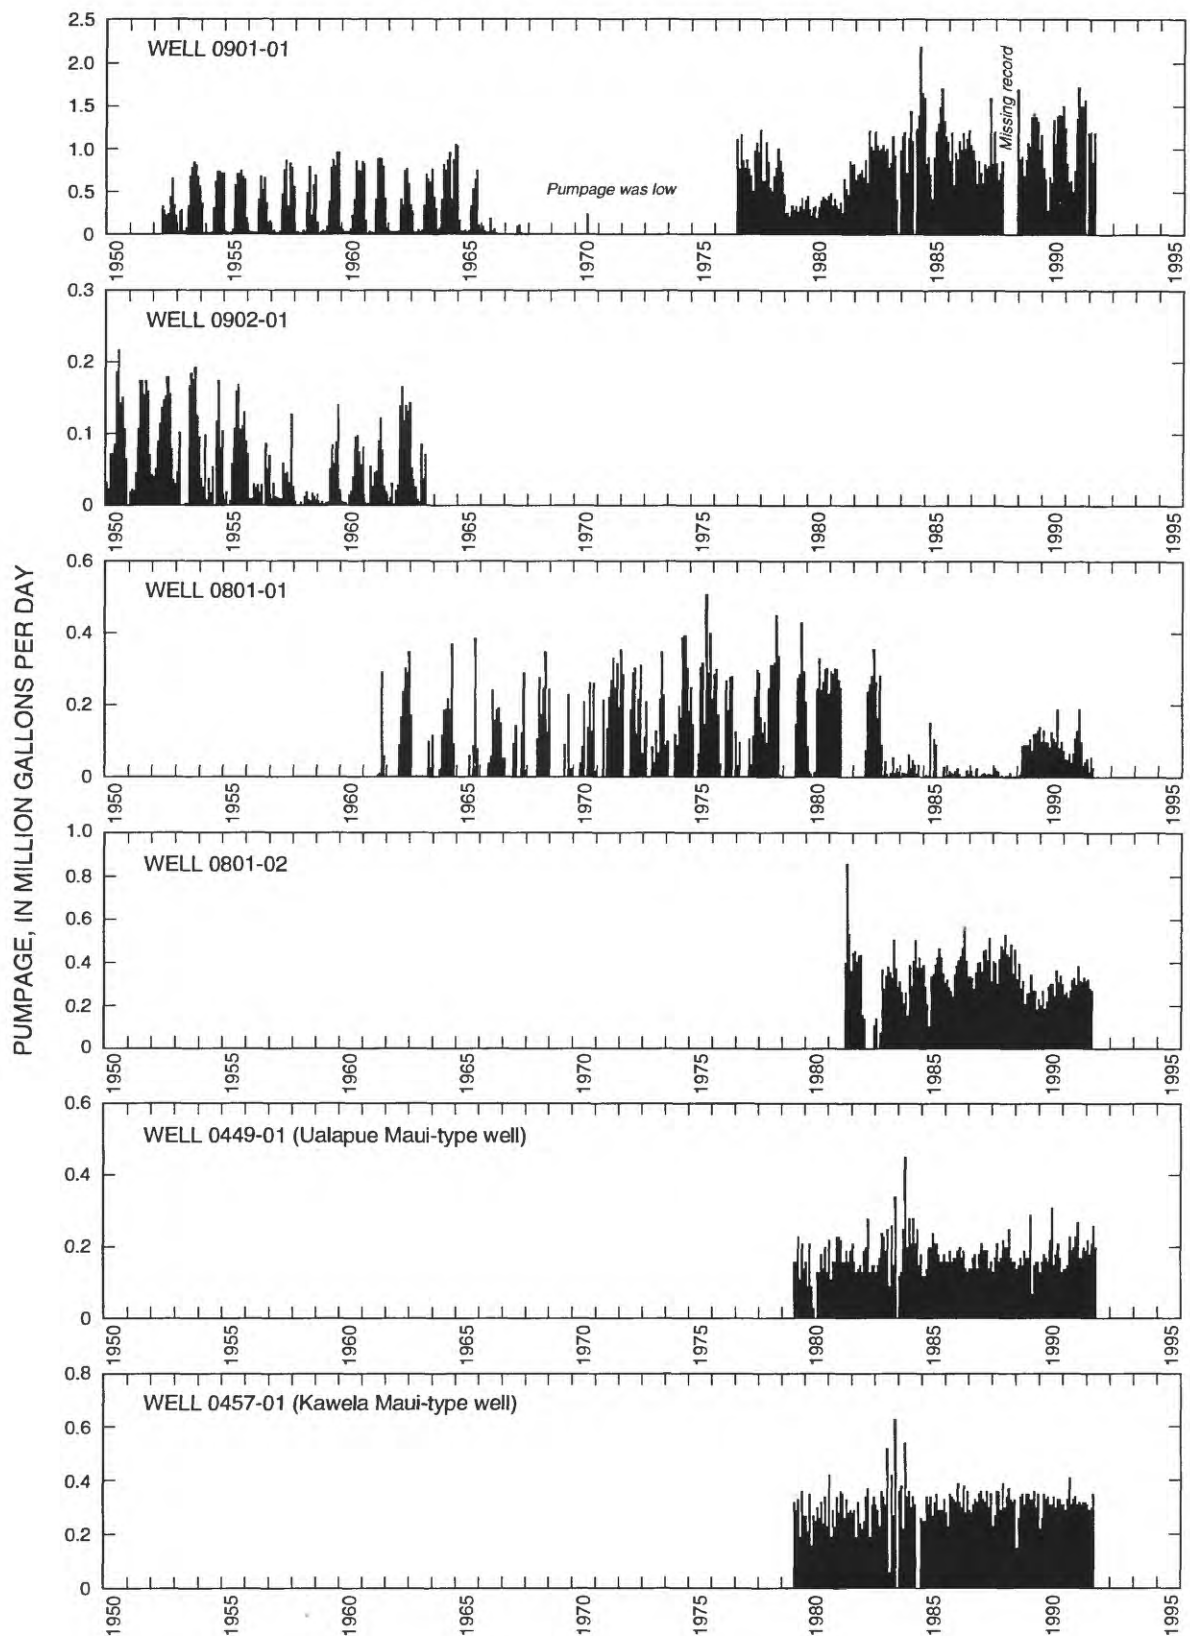 PUMPAGE, IN MILLION GALLONS PER DAY
2.5
2.0
1.5
1.0
0.5
0
WELL 0901-01
Pumpage was low
Missing record
1950 1955 1960 1965 1970 1975 1980 1985 1990 1995
0.3
0.2
0.1
0
WELL 0902-01
1950 1955 1960 1965 1970 1975 1980 1985 1990 1995
0.6
0.4
0.2
0
WELL 0801-01
1950 1955 1960 1965 1970 1975 1980 1985 1990 1995
1.0
0.8
0.6
0.4
0.2
0
WELL 0801-02
1950 1955 1960 1965 1970 1975 1980 1985 1990 1995
0.6
0.4
0.2
0
WELL 0449-01 (Ualapue Maui-type well)
1950 1955 1960 1965 1970 1975 1980 1985 1990 1995
0.8
0.6
0.4
0.2
0
WELL 0457-01 (Kawela Maui-type well)
1950 1955 1960 1965 1970 1975 1980 1985 1990 1995